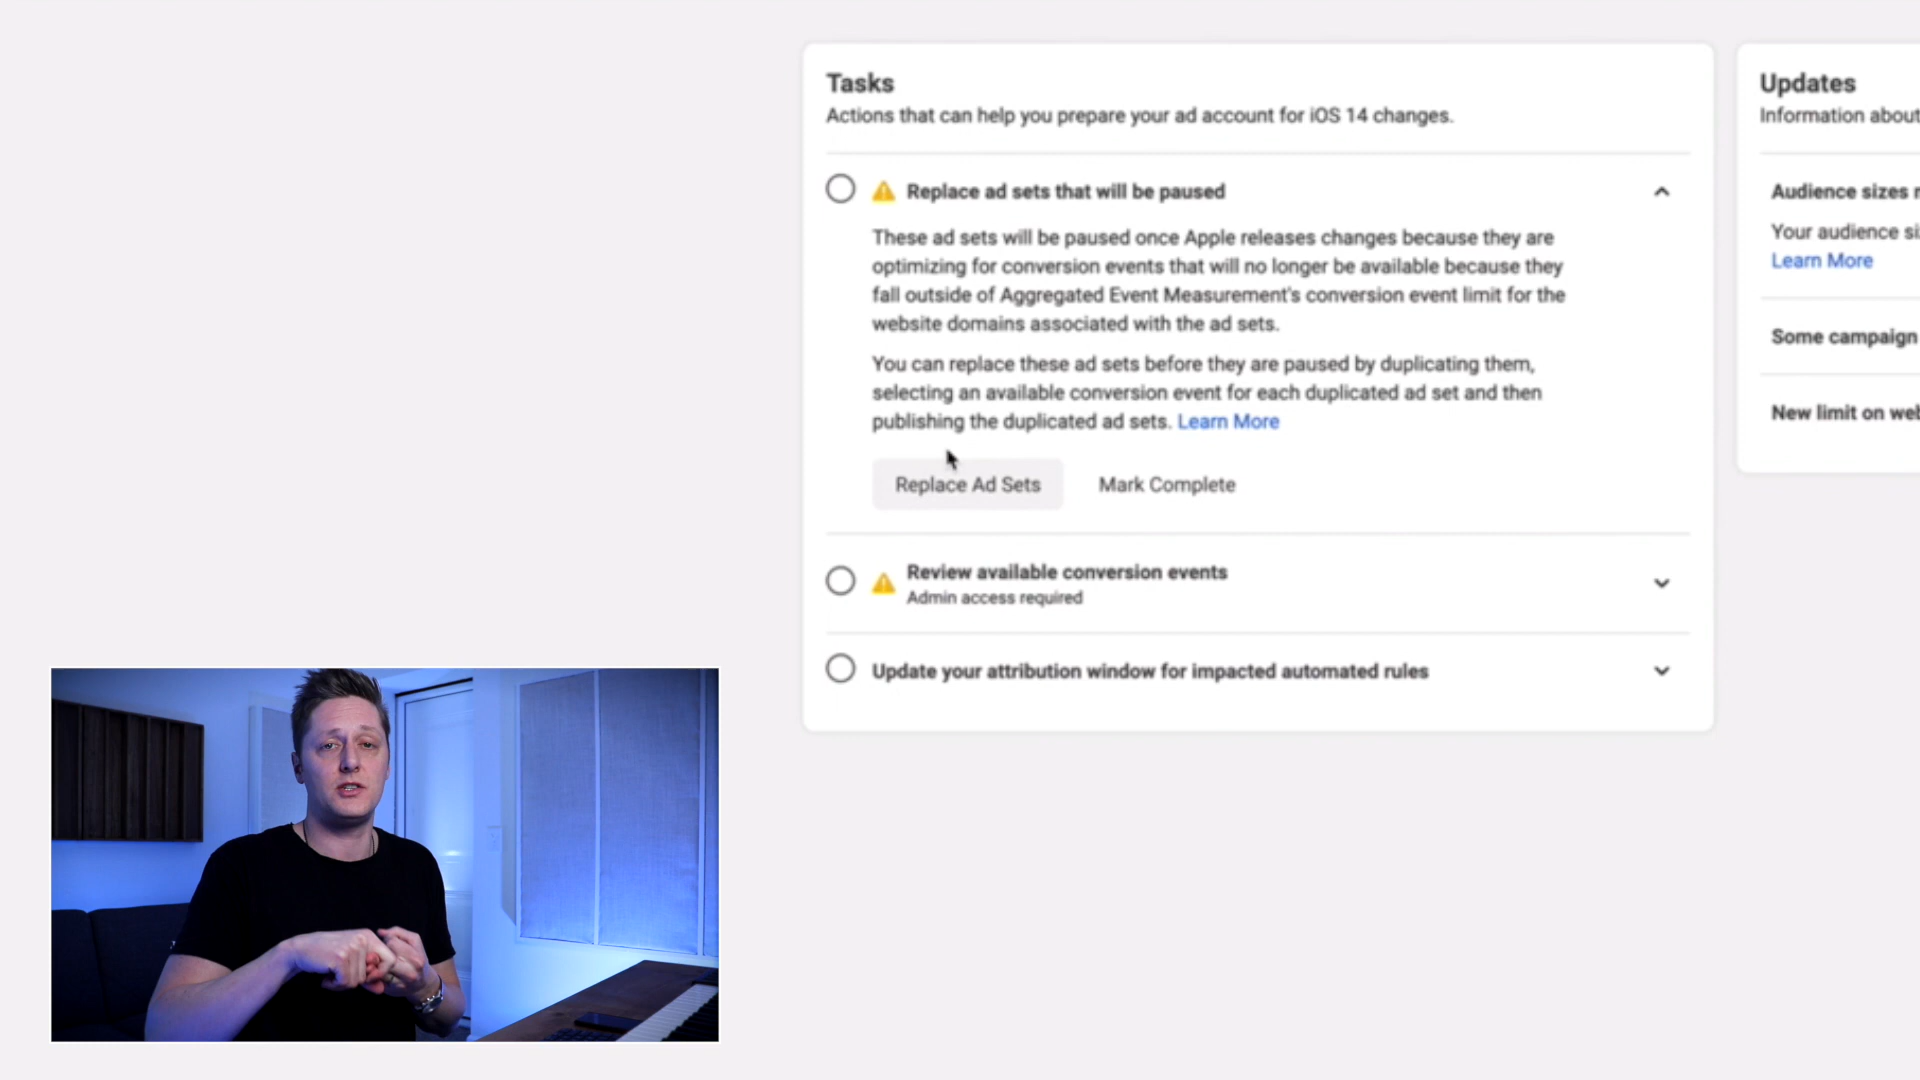 Tasks
Actions that can help you prepare your ad account for iOS 14 changes.
Replace ad sets that will be paused
These ad sets will be paused once Apple releases changes because they are
optimizing for conversion events that will no longer be available because they
fall outside of Aggregated Event Measurement's conversion event limit for the
website domains associated with the ad sets.
You can replace these ad sets before they are paused by duplicating them,
selecting an available conversion event for each duplicated ad set and then
publishing the duplicated ad sets. Learn More
Replace Ad Sets
Mark Complete
Review available conversion events
Admin access required
Update your attribution window for impacted automated rules
Updates
Information about
Audience sizes
Your audience
Learn More
Some campaign
New limit on